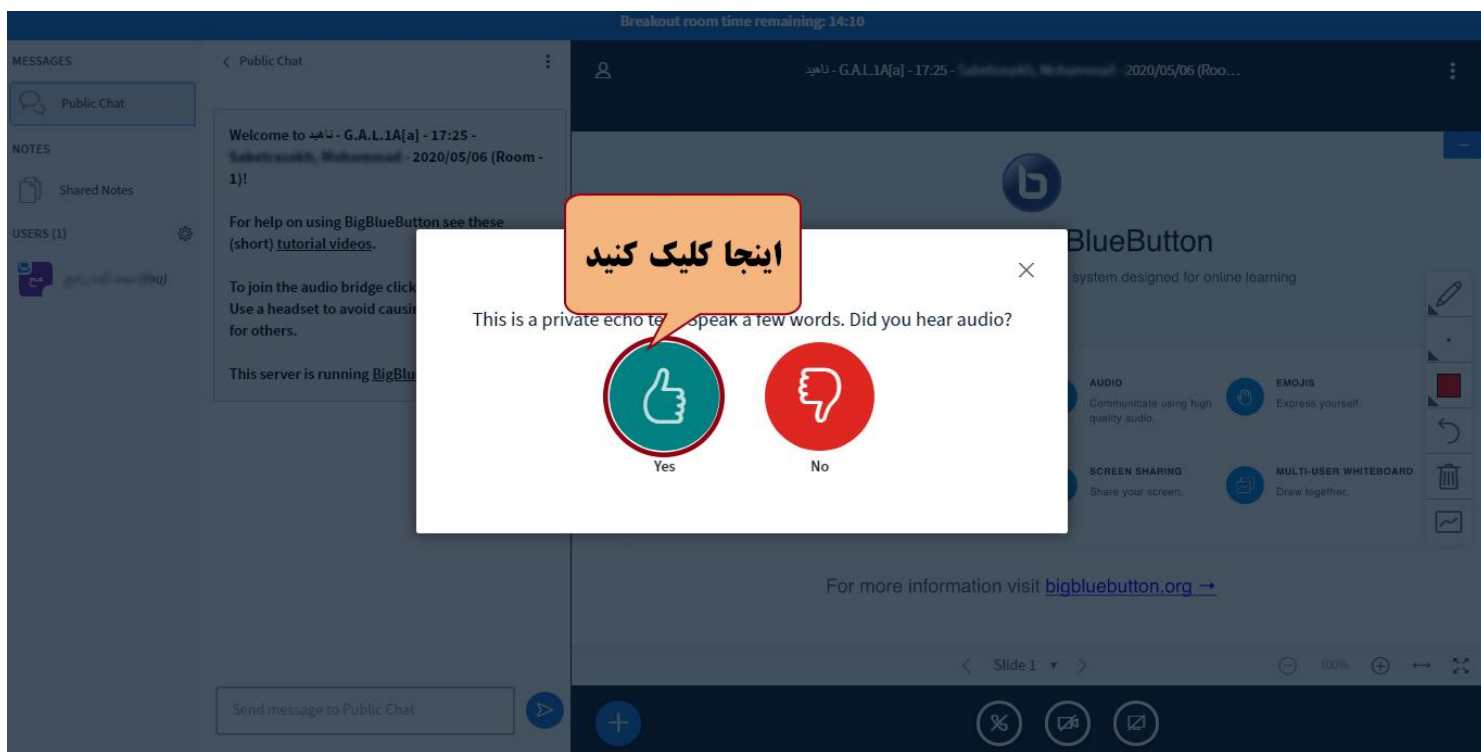 Breakout room time remaining: 14:10
MESSAGES
Public Chat
NOTES
Shared Notes
USERS (1)
مح
(You)
Public Chat
Welcome to ناهید - G.A.L.1A[a] - 17:25 -
- 2020/05/06 (Room -
1)!
For help on using BigBlueButton see these
(short) tutorial videos.
To join the audio bridge click
Use a headset to avoid causi
for others.
This server is running BigBlu
Send message to Public Chat
ناهید - G.A.L.1A[a] - 17:25 - 2020/05/06 (Roo...
b
BlueButton
system designed for online learning
اینجا کلیک کنید
This is a private echo te Speak a few words. Did you hear audio?
Yes
No
AUDIO
Communicate using high
quality audio.
EMOJIS
Express yourself.
SCREEN SHARING
Share your screen.
MULTI-USER WHITEBOARD
Draw together.
For more information visit bigbluebutton.org →
Slide 1
100%